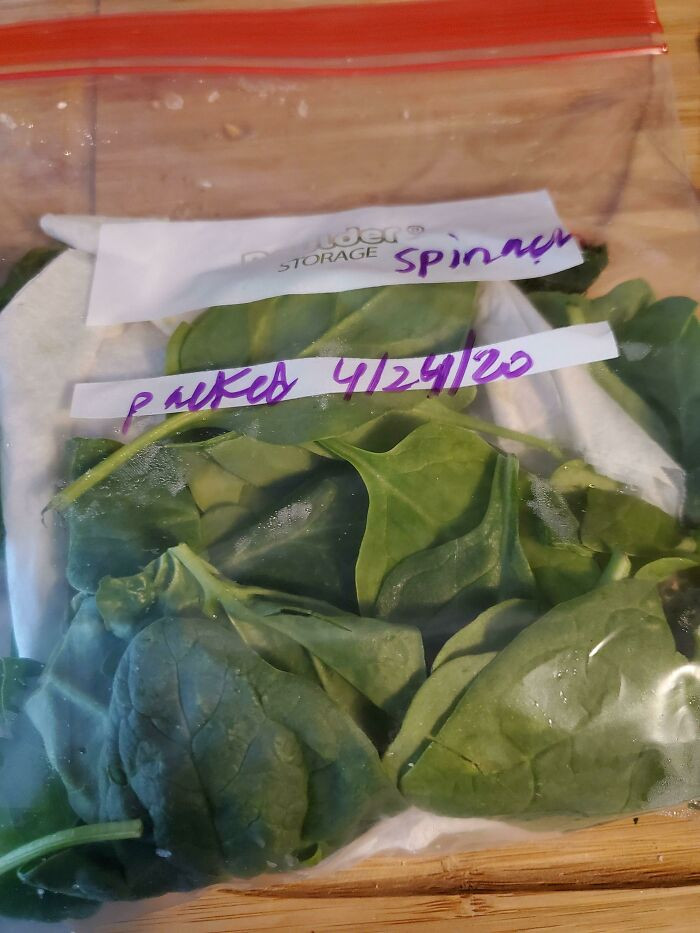 ® spinach
STORAGE
packed 4/24/20